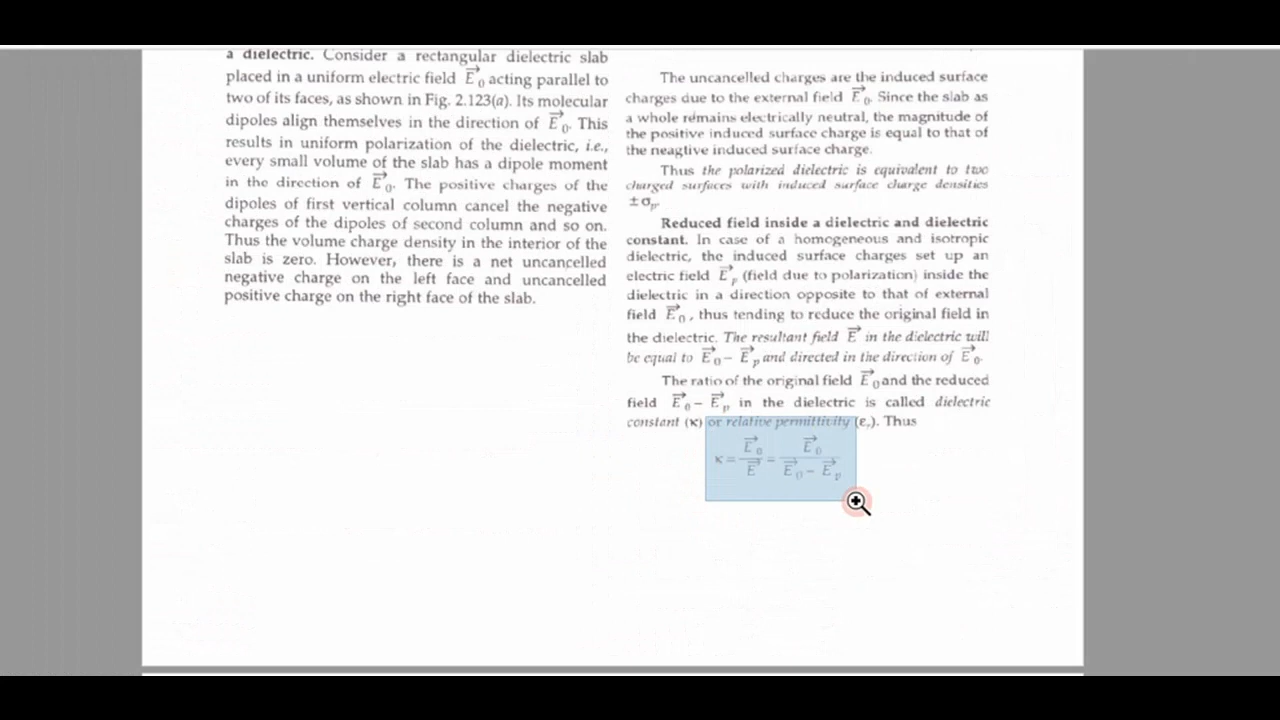 a dielectric. Consider a rectangular dielectric slab
placed in a uniform electric field E⃗₀ acting parallel to
two of its faces, as shown in Fig. 2.123(a). Its molecular
dipoles align themselves in the direction of E⃗₀. This
results in uniform polarization of the dielectric, i.e.,
every small volume of the slab has a dipole moment
in the direction of E⃗₀. The positive charges of the
dipoles of first vertical column cancel the negative
charges of the dipoles of second column and so on.
Thus the volume charge density in the interior of the
slab is zero. However, there is a net uncancelled
negative charge on the left face and uncancelled
positive charge on the right face of the slab.
The uncancelled charges are the induced surface
charges due to the external field E⃗₀. Since the slab as
a whole remains electrically neutral, the magnitude of
the positive induced surface charge is equal to that of
the neagtive induced surface charge.
Thus the polarized dielectric is equivalent to two
charged surfaces with induced surface charge densities
±σₚ.
Reduced field inside a dielectric and dielectric
constant. In case of a homogeneous and isotropic
dielectric, the induced surface charges set up an
electric field E⃗ₚ (field due to polarization) inside the
dielectric in a direction opposite to that of external
field E⃗₀, thus tending to reduce the original field in
the dielectric. The resultant field E⃗ in the dielectric will
be equal to E⃗₀ − E⃗ₚ and directed in the direction of E⃗₀.
The ratio of the original field E⃗₀ and the reduced
field E⃗₀ − E⃗ₚ in the dielectric is called dielectric
constant (κ) or relative permittivity (εᵣ). Thus
κ = E⃗₀ / E⃗ = E⃗₀ / (E⃗₀ − E⃗ₚ)